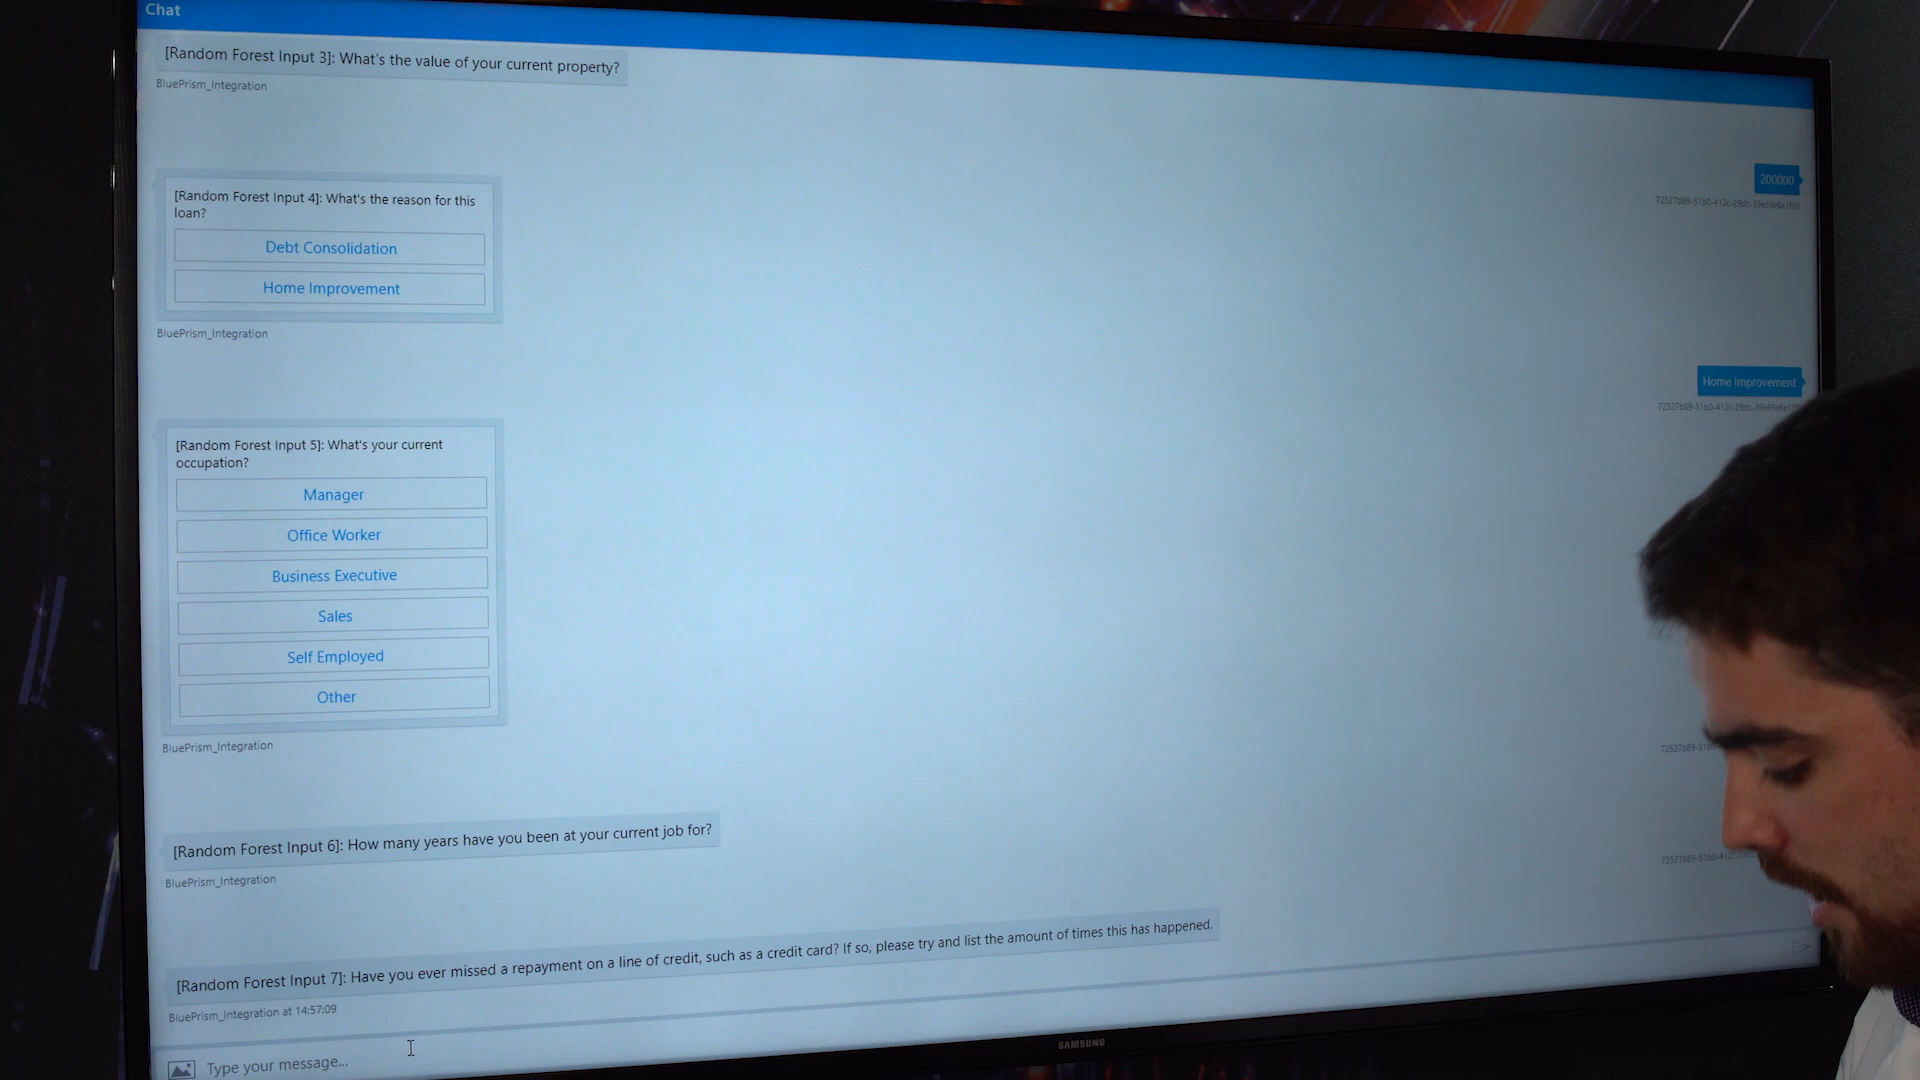 Chat
[Random Forest Input 3]: What's the value of your current property?
BluePrism_Integration
200000
[Random Forest Input 4]: What's the reason for this
loan?
Debt Consolidation
Home Improvement
BluePrism_Integration
Home Improvement
[Random Forest Input 5]: What's your current
occupation?
Manager
Office Worker
Business Executive
Sales
Self Employed
Other
BluePrism_Integration
[Random Forest Input 6]: How many years have you been at your current job for?
BluePrism_Integration
[Random Forest Input 7]: Have you ever missed a repayment on a line of credit, such as a credit card? If so, please try and list the amount of times this has happened.
BluePrism_Integration at 14:57:09
Type your message...
SAMSUNG